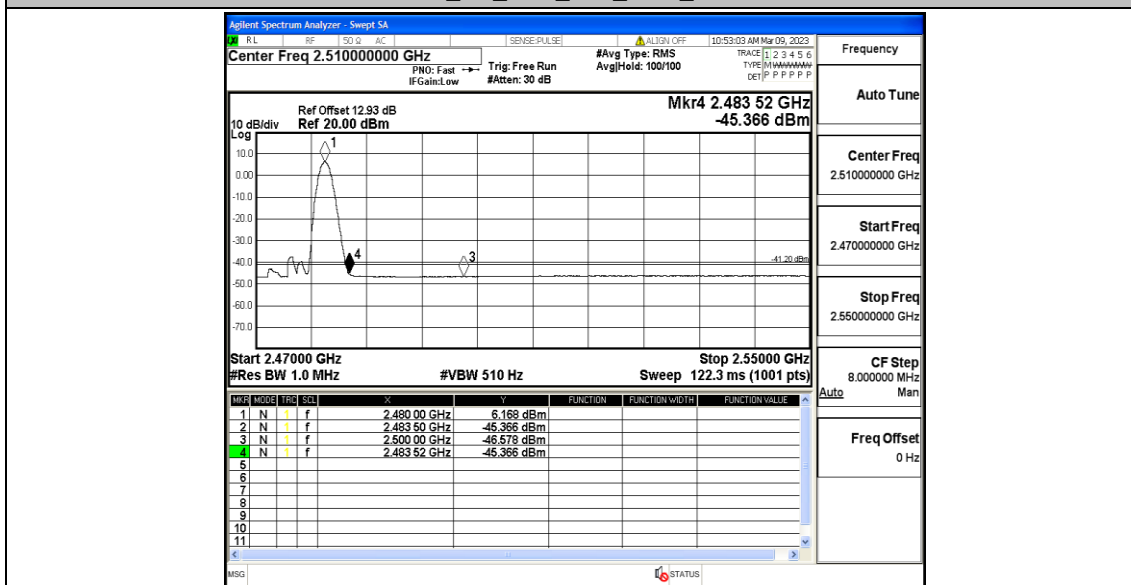 Agilent Spectrum Analyzer - Swept SA
RL RF 50 Ω AC SENSE:PULSE ALIGN OFF 10:53:03 AM Mar 09, 2023
Center Freq 2.510000000 GHz
PNO: Fast
IFGain:Low
Trig: Free Run
#Atten: 30 dB
#Avg Type: RMS
Avg|Hold: 100/100
TRACE 1 2 3 4 5 6
TYPE M
DET P P P P P P
Frequency
Auto Tune
Center Freq
2.510000000 GHz
Start Freq
2.470000000 GHz
Stop Freq
2.550000000 GHz
CF Step
8.000000 MHz
Auto Man
Freq Offset
0 Hz
Mkr4 2.483 52 GHz
-45.366 dBm
Ref Offset 12.93 dB
10 dB/div Ref 20.00 dBm
Log
10.0
0.00
-10.0
-20.0
-30.0
-40.0
-50.0
-60.0
-70.0
1
4
3
-41.20 dBm
Start 2.47000 GHz Stop 2.55000 GHz
#Res BW 1.0 MHz #VBW 510 Hz Sweep 122.3 ms (1001 pts)
MKR MODE TRC SCL X Y FUNCTION FUNCTION WIDTH FUNCTION VALUE
1 N 1 f 2.480 00 GHz 6.168 dBm
2 N 1 f 2.483 50 GHz -45.366 dBm
3 N 1 f 2.500 00 GHz -46.578 dBm
4 N 1 f 2.483 52 GHz -45.366 dBm
5
6
7
8
9
10
11
MSG STATUS